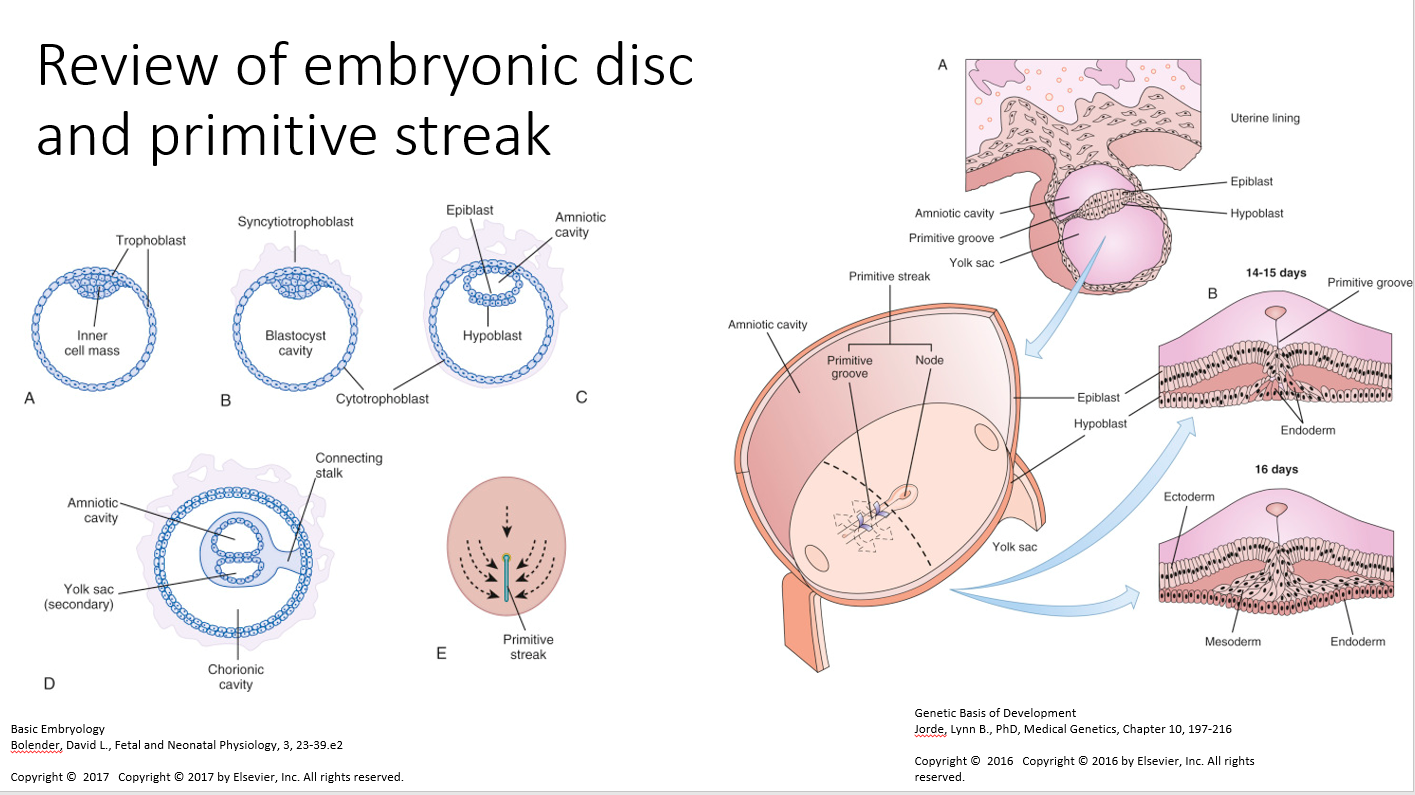 Review of embryonic disc
and primitive streak
Trophoblast
Inner
cell mass
A
Syncytiotrophoblast
Blastocyst
cavity
B
Cytotrophoblast
Epiblast
Amniotic
cavity
Hypoblast
C
Connecting
stalk
Amniotic
cavity
Yolk sac
(secondary)
Chorionic
cavity
D
Primitive
streak
E
Basic Embryology
Bolender, David L., Fetal and Neonatal Physiology, 3, 23-39.e2
Copyright © 2017 Copyright © 2017 by Elsevier, Inc. All rights reserved.
A
Uterine lining
Epiblast
Hypoblast
Amniotic cavity
Primitive groove
Yolk sac
Primitive streak
Amniotic cavity
Primitive
groove
Node
Epiblast
Hypoblast
Yolk sac
14-15 days
B
Primitive groove
Endoderm
16 days
Ectoderm
Mesoderm
Endoderm
Genetic Basis of Development
Jorde, Lynn B., PhD, Medical Genetics, Chapter 10, 197-216
Copyright © 2016 Copyright © 2016 by Elsevier, Inc. All rights
reserved.